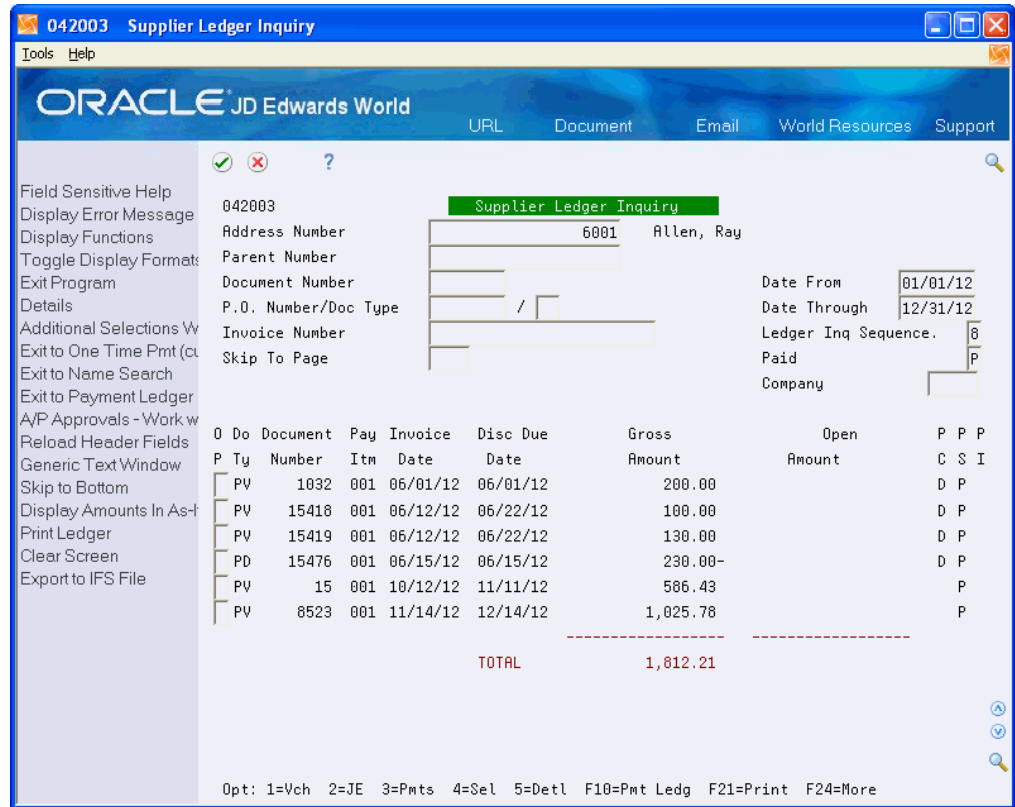 042003 Supplier Ledger Inquiry
Tools Help
ORACLE JD Edwards World
URL Document Email World Resources Support
?
Field Sensitive Help
Display Error Message
Display Functions
Toggle Display Formats
Exit Program
Details
Additional Selections W
Exit to One Time Pmt (cu
Exit to Name Search
Exit to Payment Ledger
A/P Approvals - Work w
Reload Header Fields
Generic Text Window
Skip to Bottom
Display Amounts In As-I
Print Ledger
Clear Screen
Export to IFS File
042003 Supplier Ledger Inquiry
Address Number 6001 Allen, Ray
Parent Number
Document Number Date From 01/01/12
P.O. Number/Doc Type / Date Through 12/31/12
Invoice Number Ledger Inq Sequence. 8
Skip To Page Paid P
Company
O Do Document Pay Invoice Disc Due Gross Open P P P
P Ty Number Itm Date Date Amount Amount C S I
PV 1032 001 06/01/12 06/01/12 200.00 D P
PV 15418 001 06/12/12 06/22/12 100.00 D P
PV 15419 001 06/12/12 06/22/12 130.00 D P
PD 15476 001 06/15/12 06/15/12 230.00- D P
PV 15 001 10/12/12 11/11/12 586.43 P
PV 8523 001 11/14/12 12/14/12 1,025.78 P
------------------ ------------------
TOTAL 1,812.21
Opt: 1=Vch 2=JE 3=Pmts 4=Sel 5=Detl F10=Pmt Ledg F21=Print F24=More